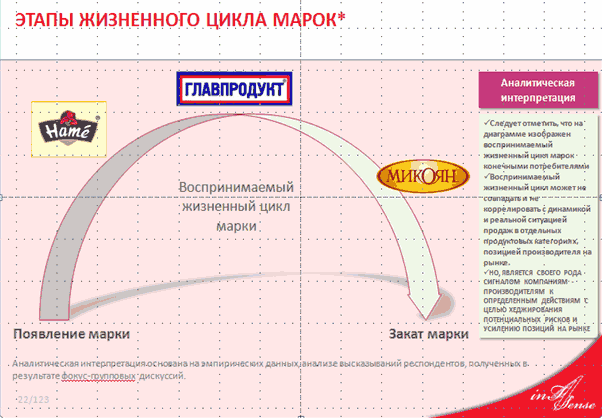 ЭТАПЫ ЖИЗНЕННОГО ЦИКЛА МАРОК*
Hamé
ГЛАВПРОДУКТ
МИКОЯН
Воспринимаемый
жизненный цикл
марки
Появление марки
Закат марки
Аналитическая
интерпретация
✓Следует отметить, что на
диаграмме изображен
воспринимаемый
жизненный цикл марок
конечными потребителями
✓Воспринимаемый
жизненный цикл может не
совпадать и не
коррелировать с динамикой
и реальной ситуацией
продаж в отдельных
продуктовых категориях,
позицией производителя на
рынке.
✓НО, ЯВЛЯЕТСЯ СВОЕГО РОДА
СИГНАЛОМ КОМПАНИЯМ
ПРОИЗВОДИТЕЛЯМ К
ОПРЕДЕЛЕННЫМ ДЕЙСТВИЯМ С
ЦЕЛЬЮ ХЕДЖИРОВАНИЯ
ПОТЕНЦИАЛЬНЫХ РИСКОВ И
УСИЛЕНИЮ ПОЗИЦИЙ НА РЫНКЕ
Аналитическая интерпретация основана на эмпирических данных, анализе высказываний респондентов, полученных в
результате фокус-групповых дискуссий.
22/123
in Sense